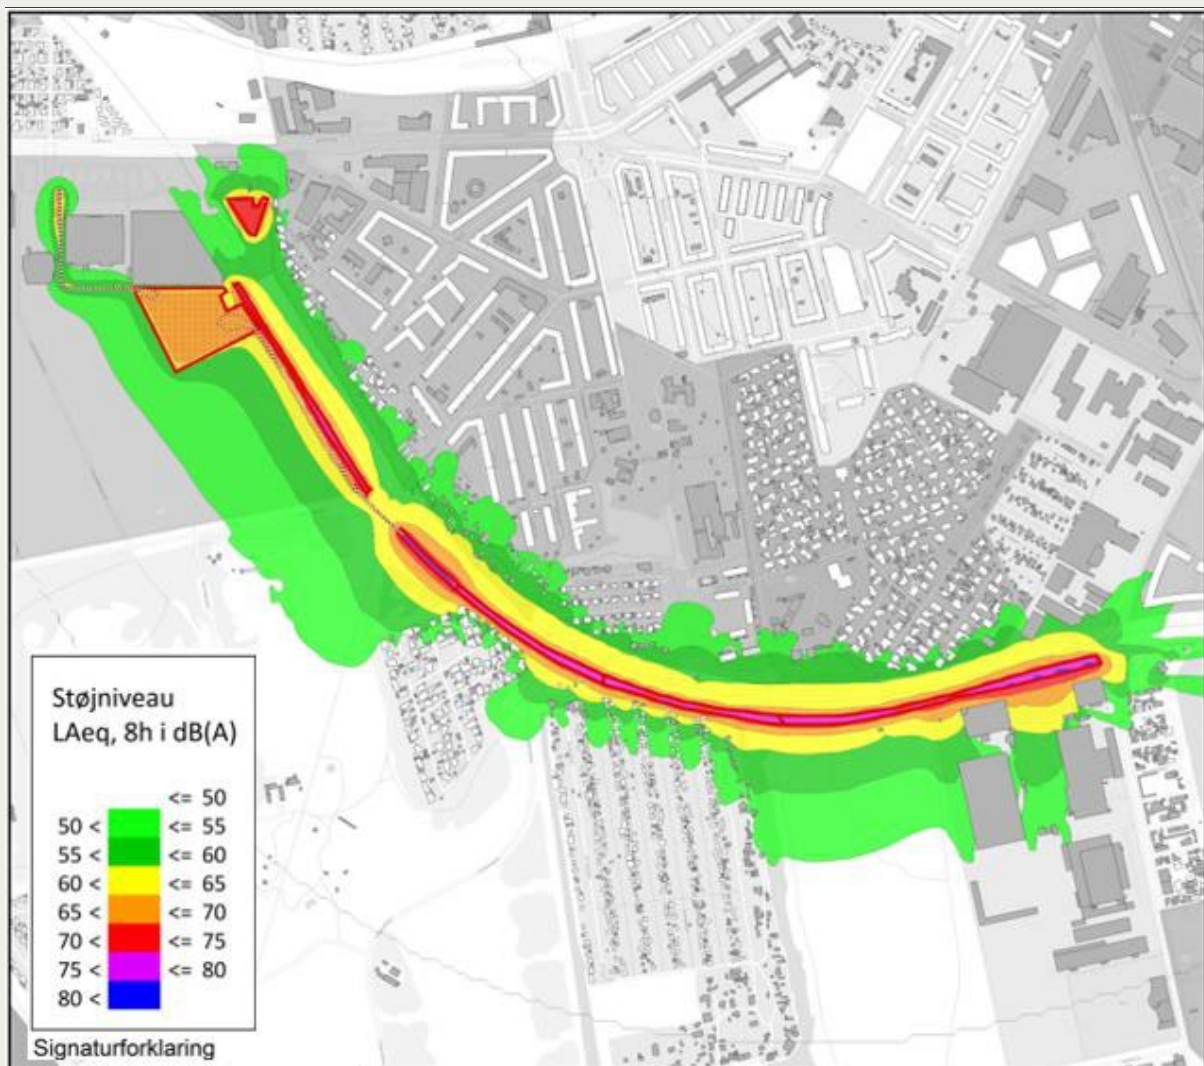 Støjniveau
LAeq, 8h i dB(A)
<= 50
50 < <= 55
55 < <= 60
60 < <= 65
65 < <= 70
70 < <= 75
75 < <= 80
80 <
Signaturforklaring